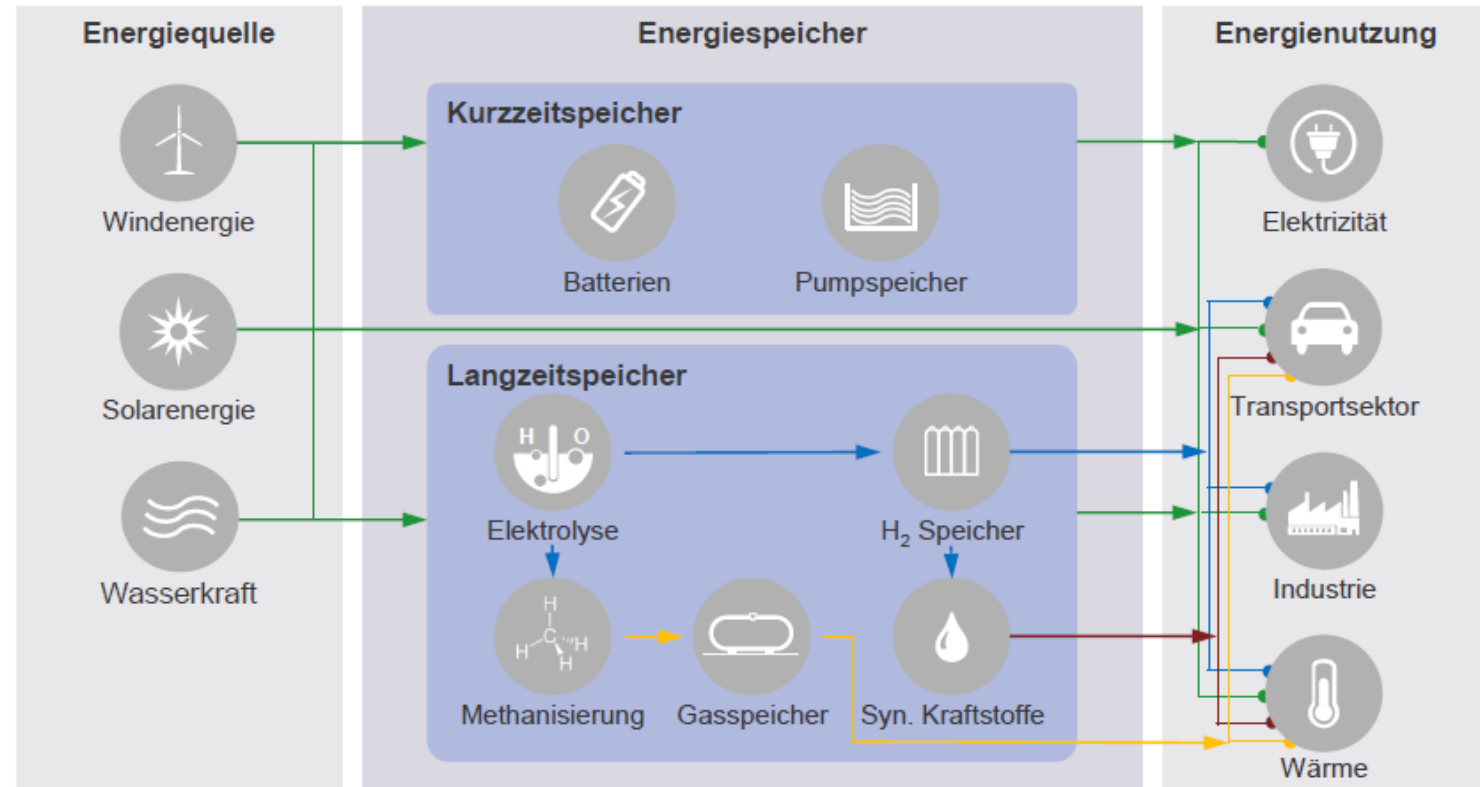 Energiequelle
Energiespeicher
Energienutzung
Kurzzeitspeicher
Windenergie
Batterien
Pumpspeicher
Elektrizität
Solarenergie
Langzeitspeicher
Transportsektor
H O
Elektrolyse
H₂ Speicher
Wasserkraft
Industrie
H
C
H
H
H
Methanisierung
Gasspeicher
Syn. Kraftstoffe
Wärme